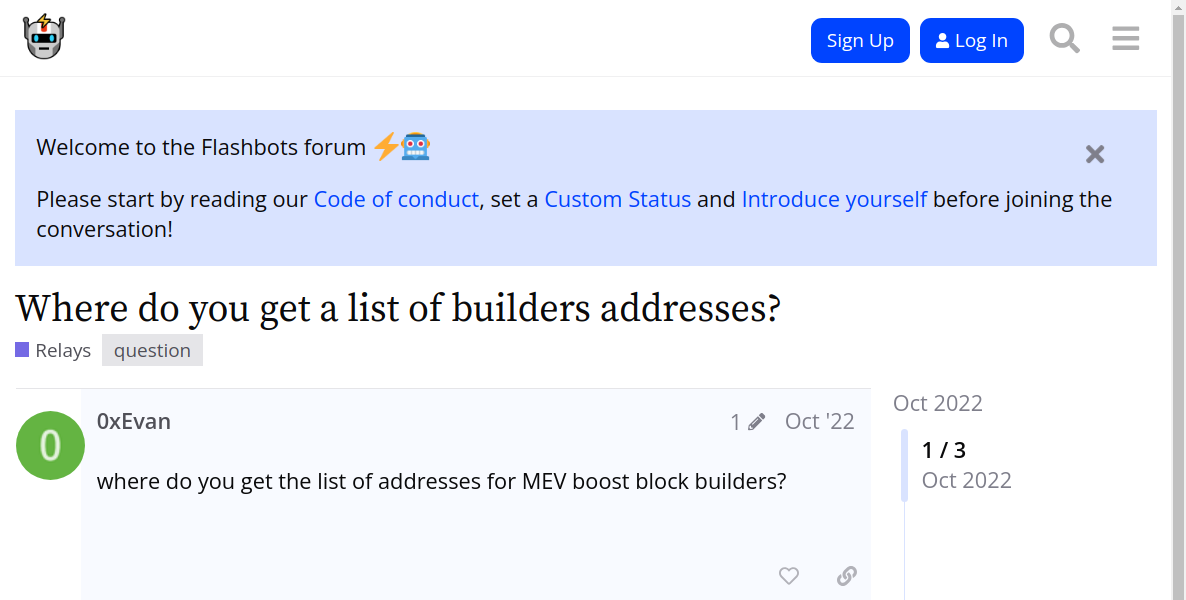 Sign Up
Log In
Welcome to the Flashbots forum ⚡🤖
Please start by reading our Code of conduct, set a Custom Status and Introduce yourself before joining the
conversation!
Where do you get a list of builders addresses?
Relays question
0
0xEvan
1 Oct '22
where do you get the list of addresses for MEV boost block builders?
Oct 2022
1 / 3
Oct 2022